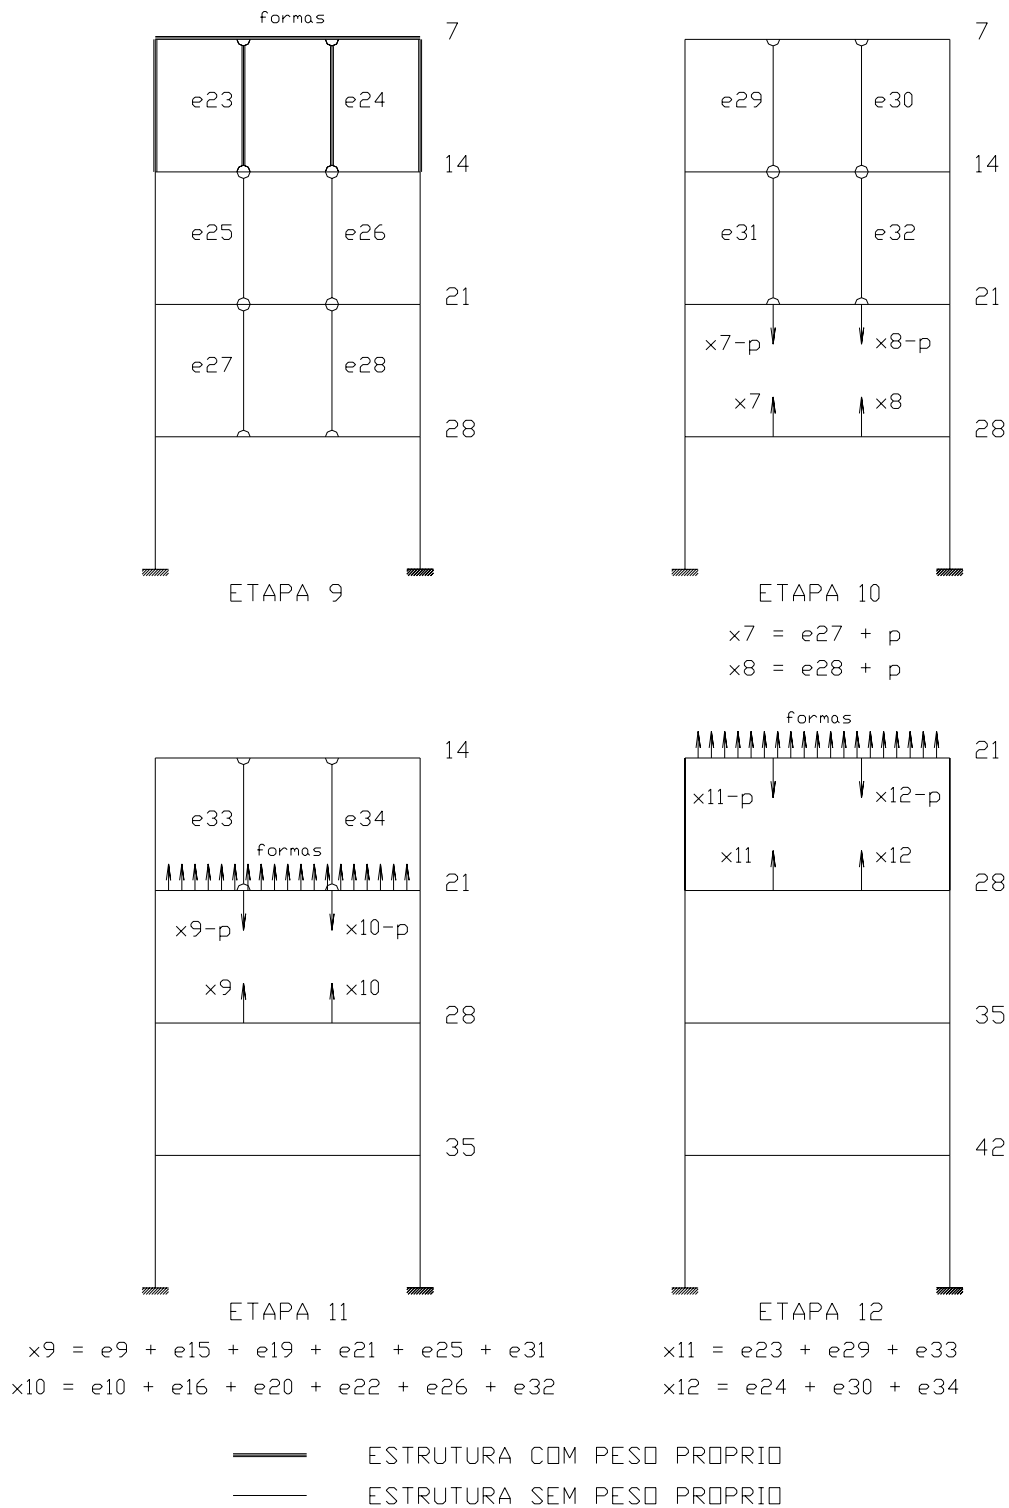 formas
7
e23
e24
14
e25
e26
21
e27
e28
28
ETAPA 9
7
e29
e30
14
e31
e32
21
x7-p
x8-p
x7
x8
28
ETAPA 10
x7 = e27 + p
x8 = e28 + p
14
e33
e34
formas
21
x9-p
x10-p
x9
x10
28
35
ETAPA 11
x9 = e9 + e15 + e19 + e21 + e25 + e31
x10 = e10 + e16 + e20 + e22 + e26 + e32
formas
21
x11-p
x12-p
x11
x12
28
35
42
ETAPA 12
x11 = e23 + e29 + e33
x12 = e24 + e30 + e34
ESTRUTURA COM PESO PROPRIO
ESTRUTURA SEM PESO PROPRIO